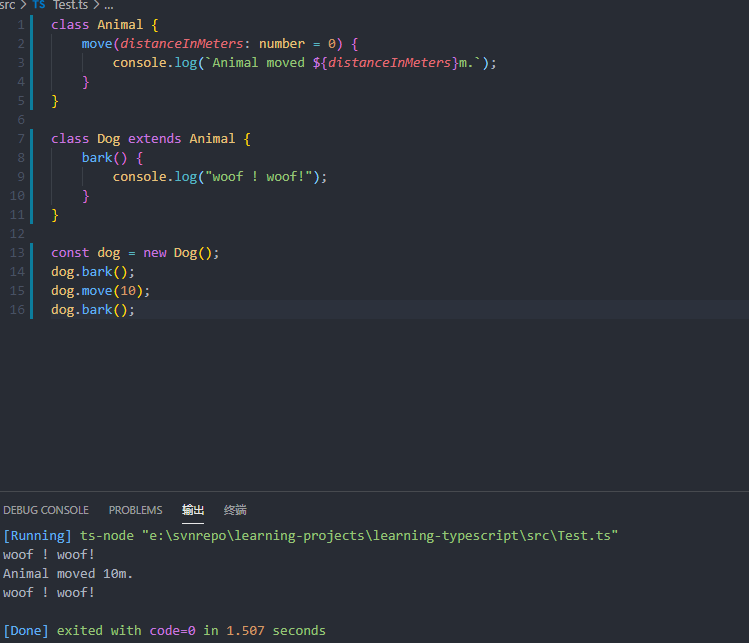 src > TS Test.ts > ...
1 class Animal {
2 move(distanceInMeters: number = 0) {
3 console.log(`Animal moved ${distanceInMeters}m.`);
4 }
5 }
6
7 class Dog extends Animal {
8 bark() {
9 console.log("woof ! woof!");
10 }
11 }
12
13 const dog = new Dog();
14 dog.bark();
15 dog.move(10);
16 dog.bark();
DEBUG CONSOLE PROBLEMS 输出 终端
[Running] ts-node "e:\svnrepo\learning-projects\learning-typescript\src\Test.ts"
woof ! woof!
Animal moved 10m.
woof ! woof!
[Done] exited with code=0 in 1.507 seconds